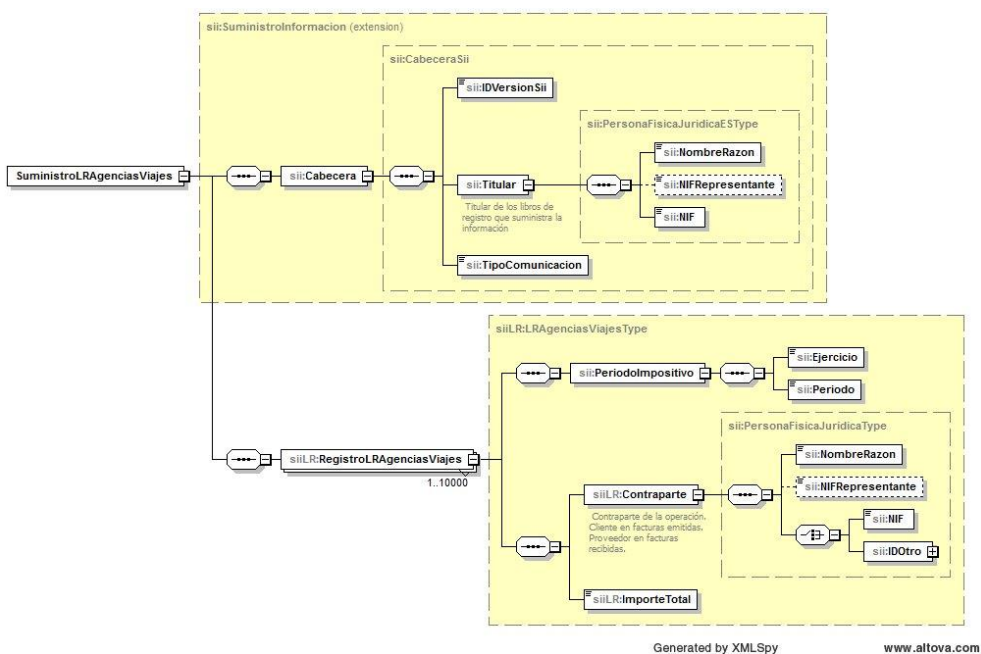 sii:SuministroInformacion (extension)
sii:CabeceraSii
sii:IDVersionSii
sii:PersonaFisicaJuridicaESType
sii:NombreRazon
SuministroLRAgenciasViajes
sii:Cabecera
sii:Titular
sii:NIFRepresentante
Titular de los libros de
registro que suministra la
información
sii:NIF
sii:TipoComunicacion
siiLR:LRAgenciasViajesType
sii:PeriodoImpositivo
sii:Ejercicio
sii:Periodo
sii:PersonaFisicaJuridicaType
siiLR:RegistroLRAgenciasViajes
1..10000
sii:NombreRazon
siiLR:Contraparte
sii:NIFRepresentante
Contraparte de la operación.
Cliente en facturas emitidas.
Proveedor en facturas
recibidas.
sii:NIF
sii:IDOtro
siiLR:ImporteTotal
Generated by XMLSpy
www.altova.com